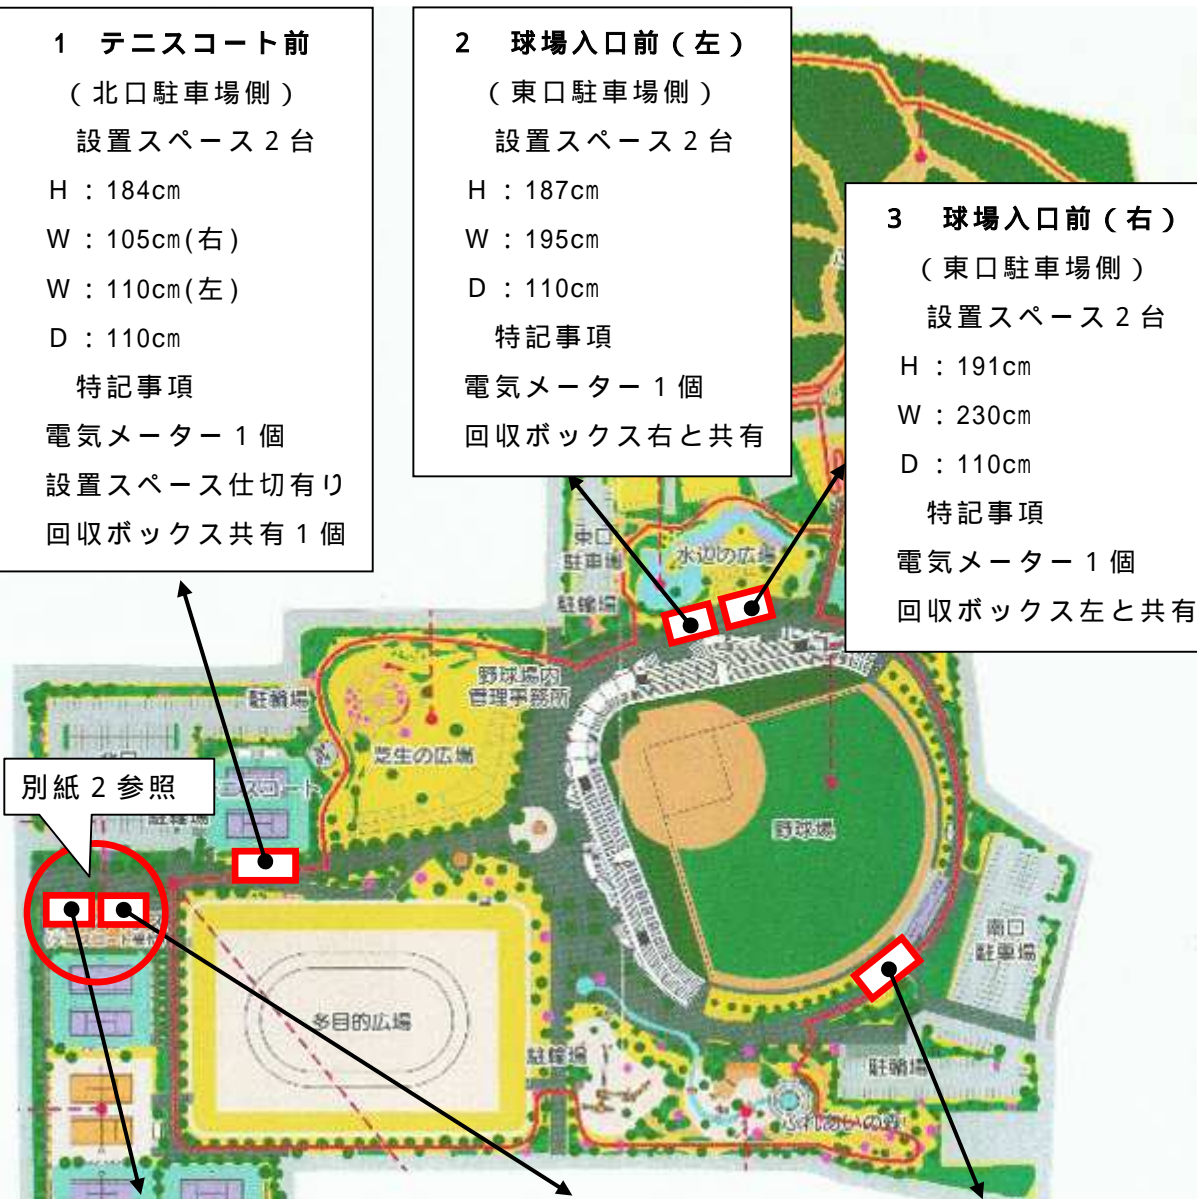 1 テニスコート前
（北口駐車場側）
設置スペース2台
H：184cm
W：105cm(右)
W：110cm(左)
D：110cm
特記事項
電気メーター1個
設置スペース仕切有り
回収ボックス共有1個
2 球場入口前（左）
（東口駐車場側）
設置スペース2台
H：187cm
W：195cm
D：110cm
特記事項
電気メーター1個
回収ボックス右と共有
3 球場入口前（右）
（東口駐車場側）
設置スペース2台
H：191cm
W：230cm
D：110cm
特記事項
電気メーター1個
回収ボックス左と共有
東口
駐車場
水辺の広場
駐輪場
野球場内
管理事務所
駐輪場
芝生の広場
別紙2参照
駐輪場
野球場
南口
駐車場
多目的広場
駐輪場
駐輪場
ふれあいの森